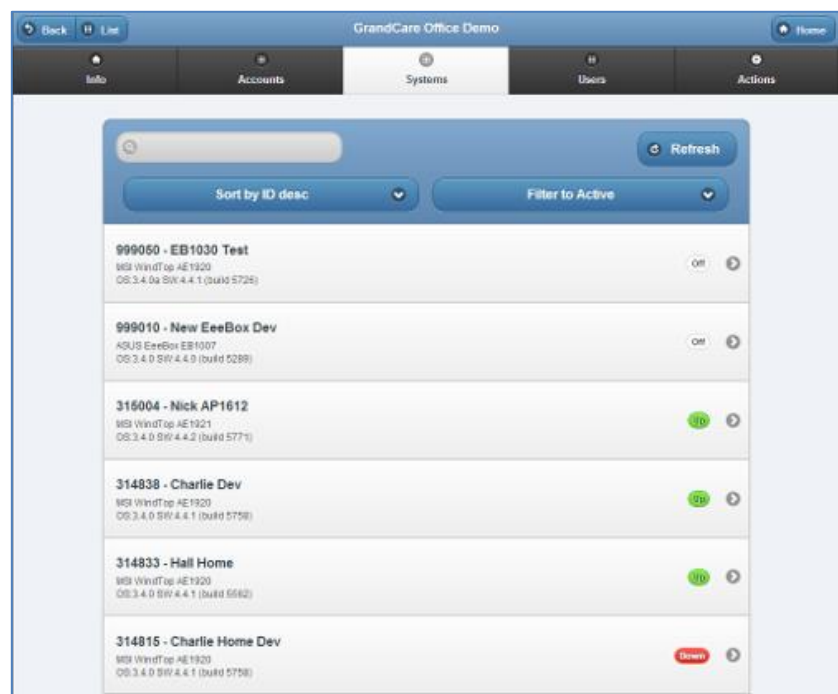 Back
List
GrandCare Office Demo
Home
Info
Accounts
Systems
Users
Actions
Refresh
Sort by ID desc
Filter to Active
999050 - EB1030 Test
MSI WindTop AE1920
OS:3.4.0a SW:4.4.1 (build 5726)
Off
999010 - New EeeBox Dev
ASUS EeeBox EB1007
OS:3.4.0 SW:4.4.0 (build 5289)
Off
315004 - Nick AP1612
MSI WindTop AE1921
OS:3.4.0 SW:4.4.2 (build 5771)
Up
314838 - Charlie Dev
MSI WindTop AE1920
OS:3.4.0 SW:4.4.1 (build 5758)
Up
314833 - Hall Home
MSI WindTop AE1920
OS:3.4.0 SW:4.4.1 (build 5582)
Up
314815 - Charlie Home Dev
MSI WindTop AE1920
OS:3.4.0 SW:4.4.1 (build 5758)
Down